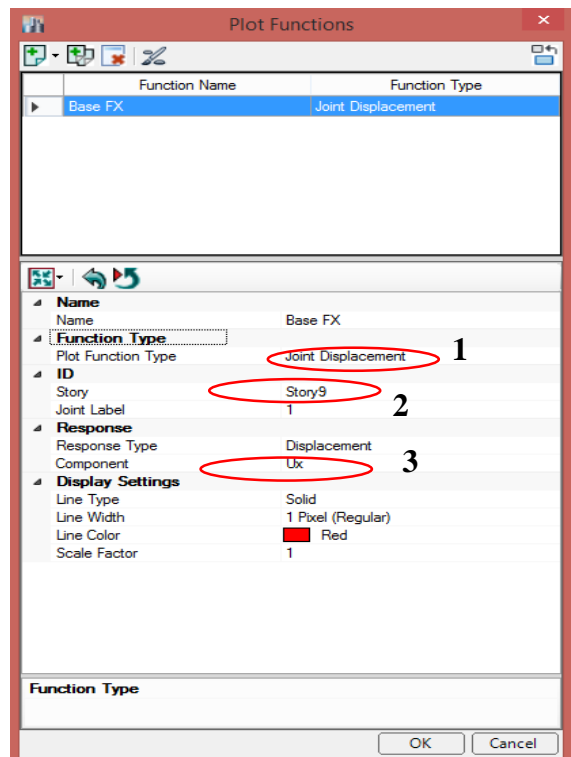 Plot Functions
Function Name Function Type
Base FX Joint Displacement
Name
Name Base FX
Function Type
Plot Function Type Joint Displacement 1
ID
Story Story9
Joint Label 1 2
Response
Response Type Displacement
Component Ux 3
Display Settings
Line Type Solid
Line Width 1 Pixel (Regular)
Line Color Red
Scale Factor 1
Function Type
OK Cancel